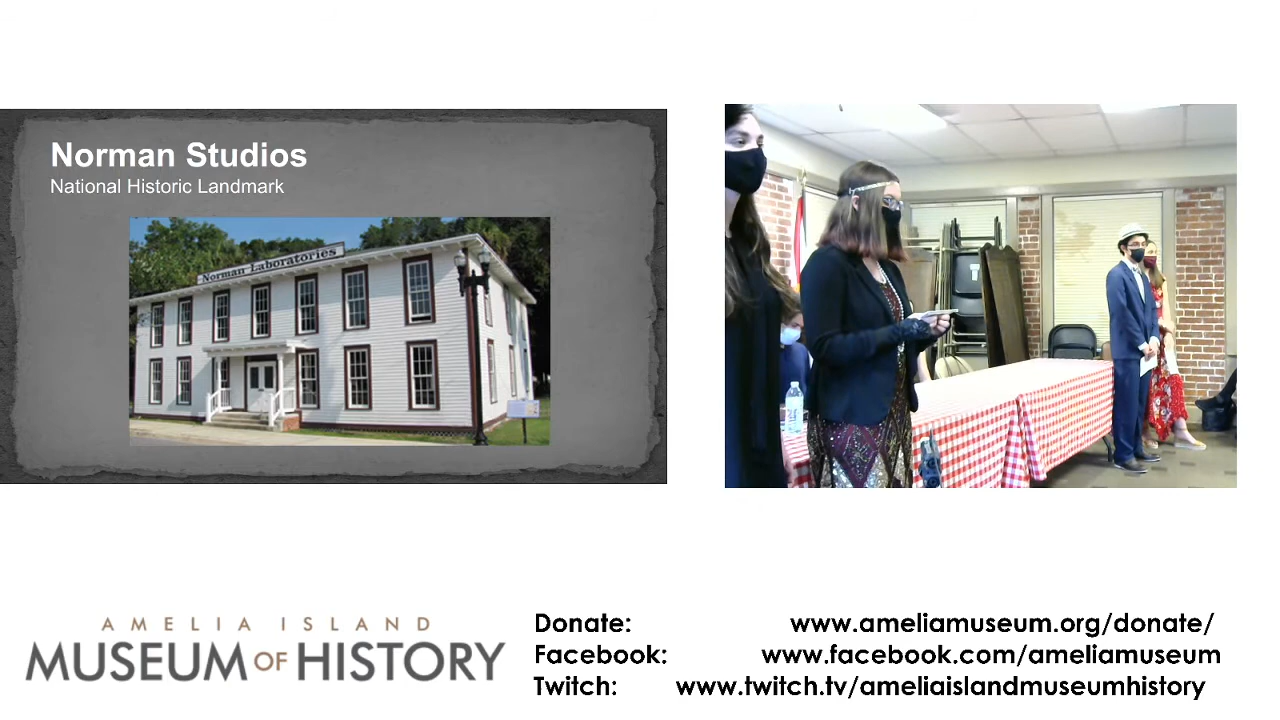 Norman Studios
National Historic Landmark
Norman Laboratories
AMELIA ISLAND
MUSEUM OF HISTORY
Donate: www.ameliamuseum.org/donate/
Facebook: www.facebook.com/ameliamuseum
Twitch: www.twitch.tv/ameliaislandmuseumhistory